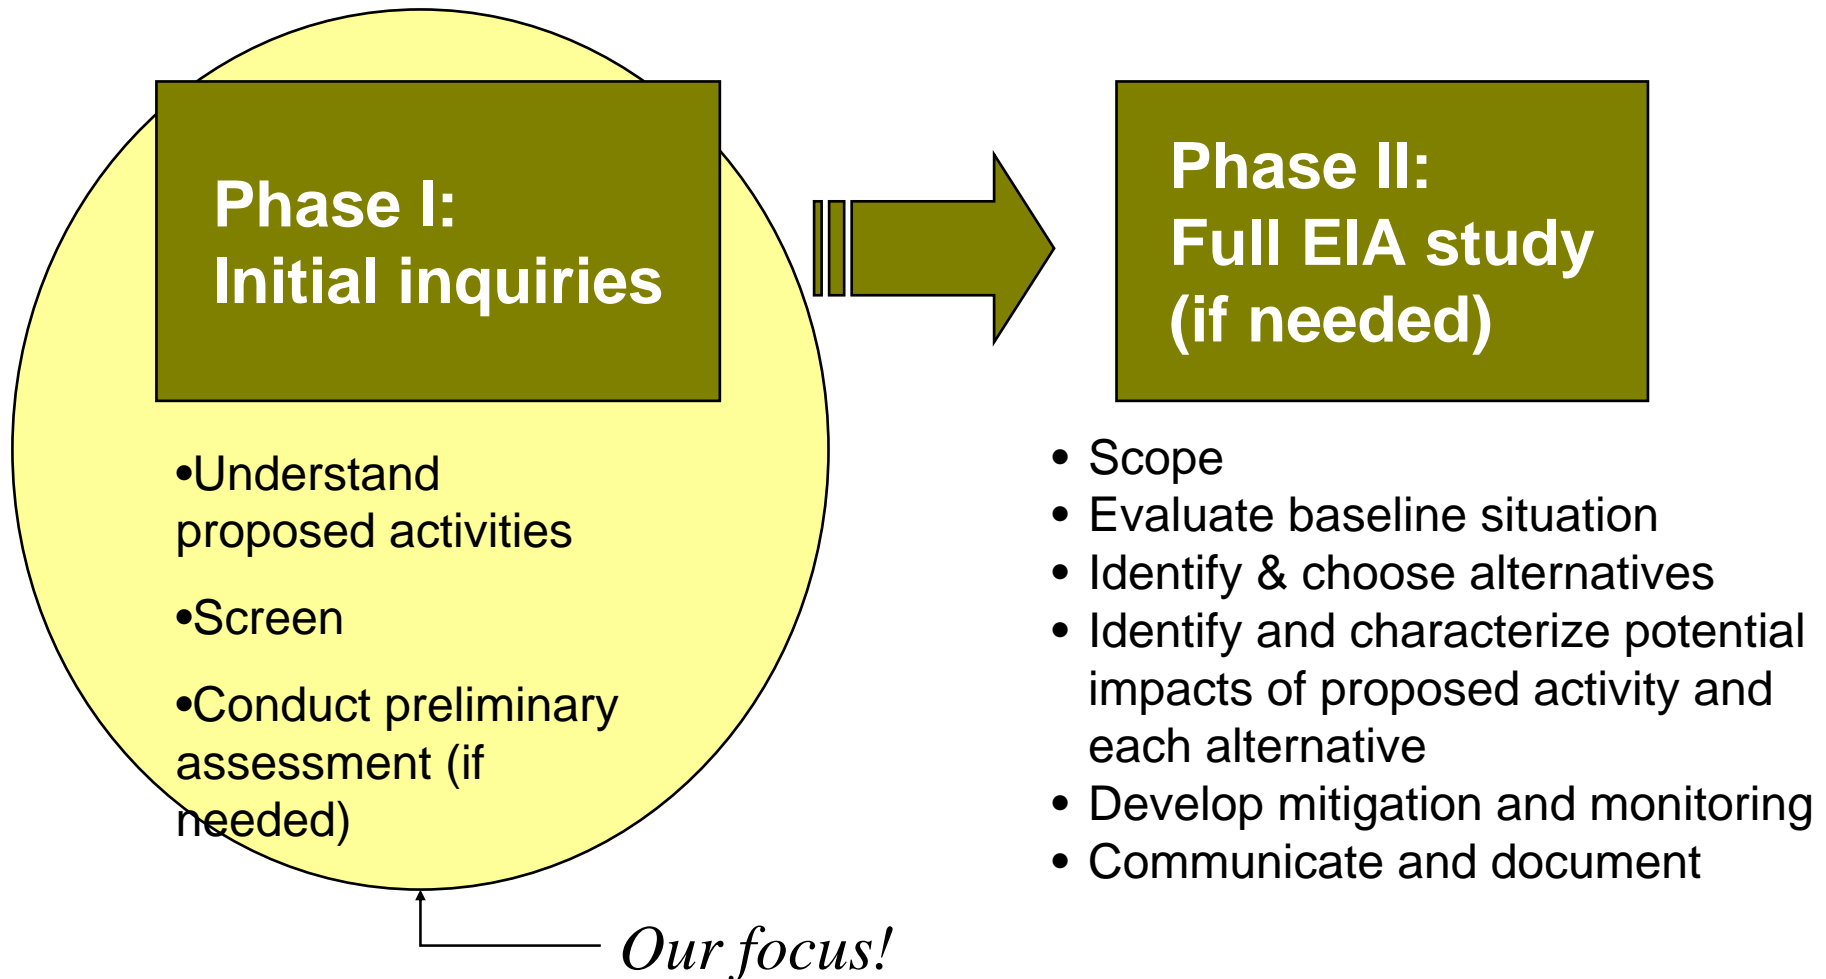 Phase I:
Initial inquiries
•Understand
proposed activities
•Screen
•Conduct preliminary
assessment (if
needed)
Phase II:
Full EIA study
(if needed)
• Scope
• Evaluate baseline situation
• Identify & choose alternatives
• Identify and characterize potential
impacts of proposed activity and
each alternative
• Develop mitigation and monitoring
• Communicate and document
Our focus!